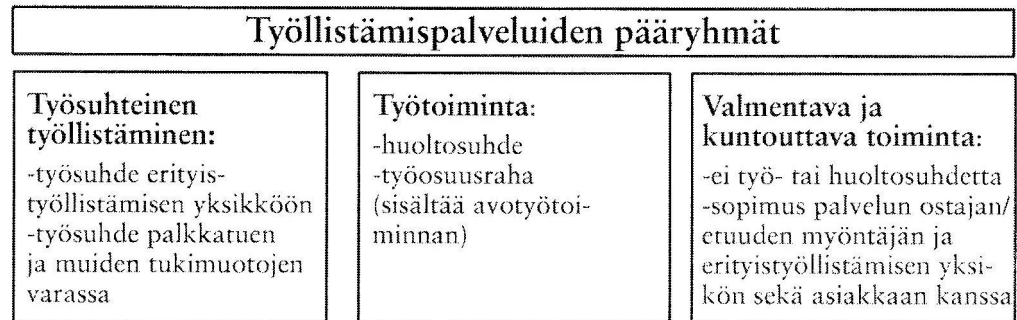 Työllistämispalveluiden pääryhmät
Työsuhteinen
työllistäminen:
-työsuhde erityis-
työllistämisen yksikköön
-työsuhde palkkatuen
ja muiden tukimuotojen
varassa
Työtoiminta:
-huoltosuhde
-työosuusraha
(sisältää avotyötoi-
minnan)
Valmentava ja
kuntouttava toiminta:
-ei työ- tai huoltosuhdetta
-sopimus palvelun ostajan/
etuuden myöntäjän ja
erityistyöllistämisen yksi-
kön sekä asiakkaan kanssa